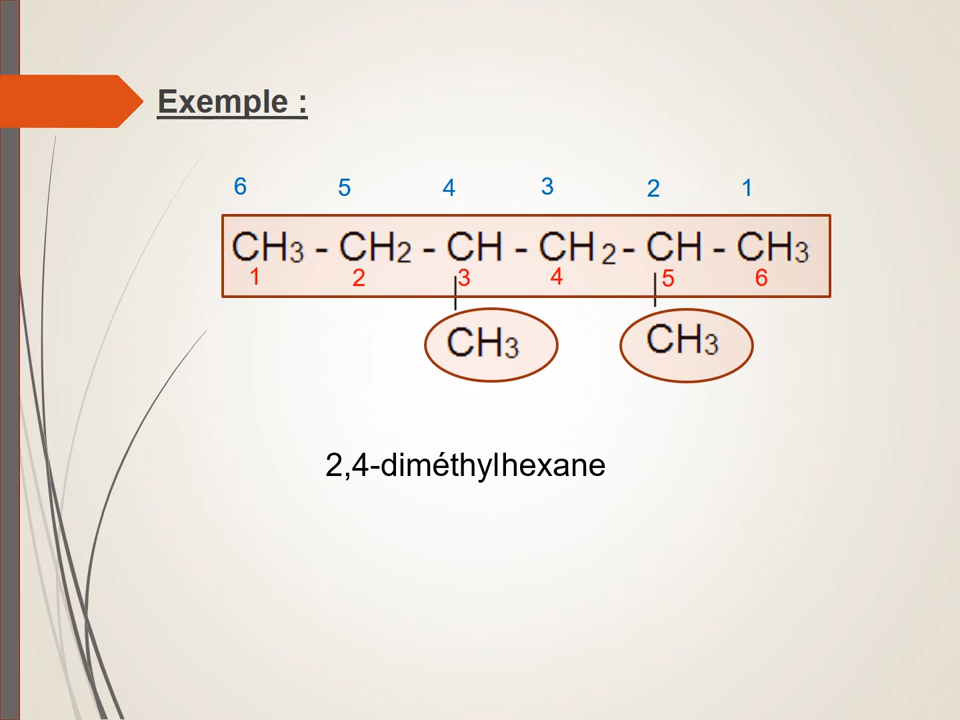 Exemple :
6 5 4 3 2 1
CH3 - CH2 - CH - CH2 - CH - CH3
1 2 3 4 5 6
CH3 CH3
2,4-diméthylhexane